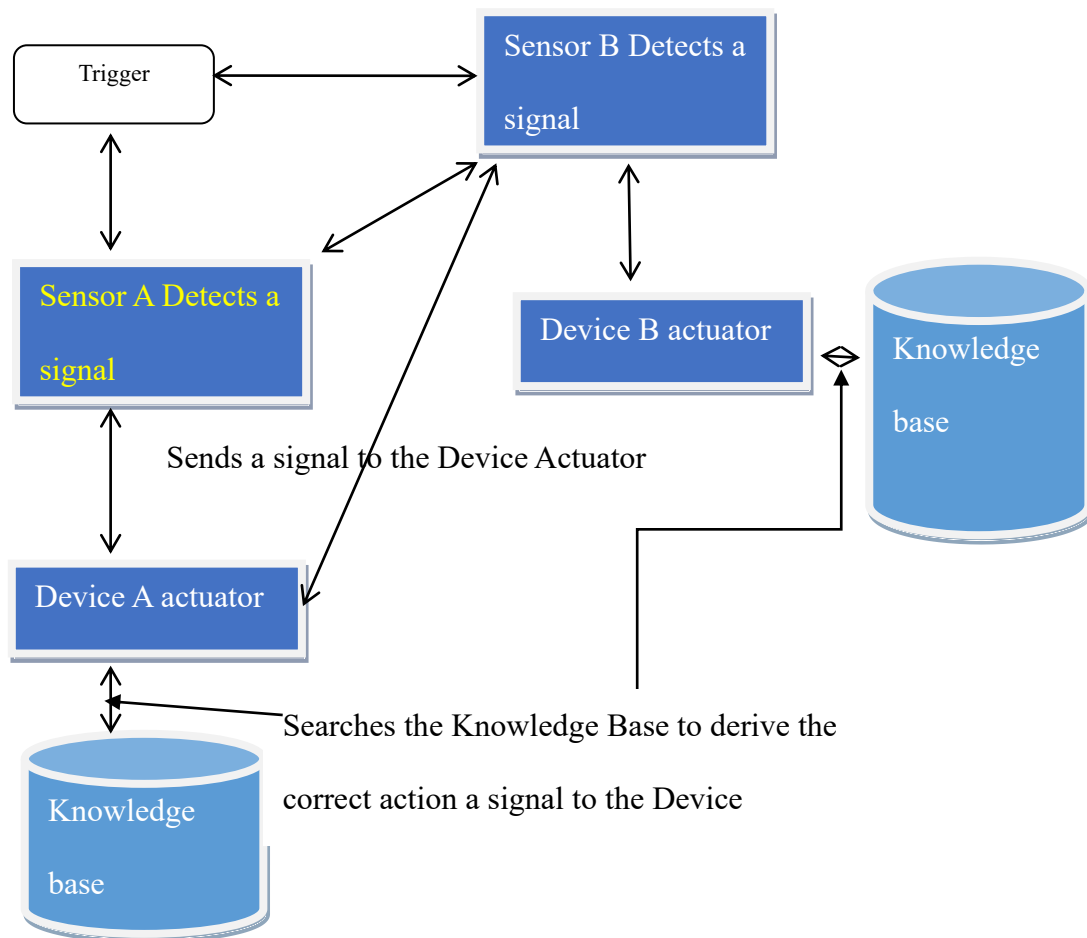 Trigger
Sensor B Detects a
signal
Sensor A Detects a
signal
Device B actuator
Knowledge
base
Sends a signal to the Device Actuator
Device A actuator
Searches the Knowledge Base to derive the
correct action a signal to the Device
Knowledge
base